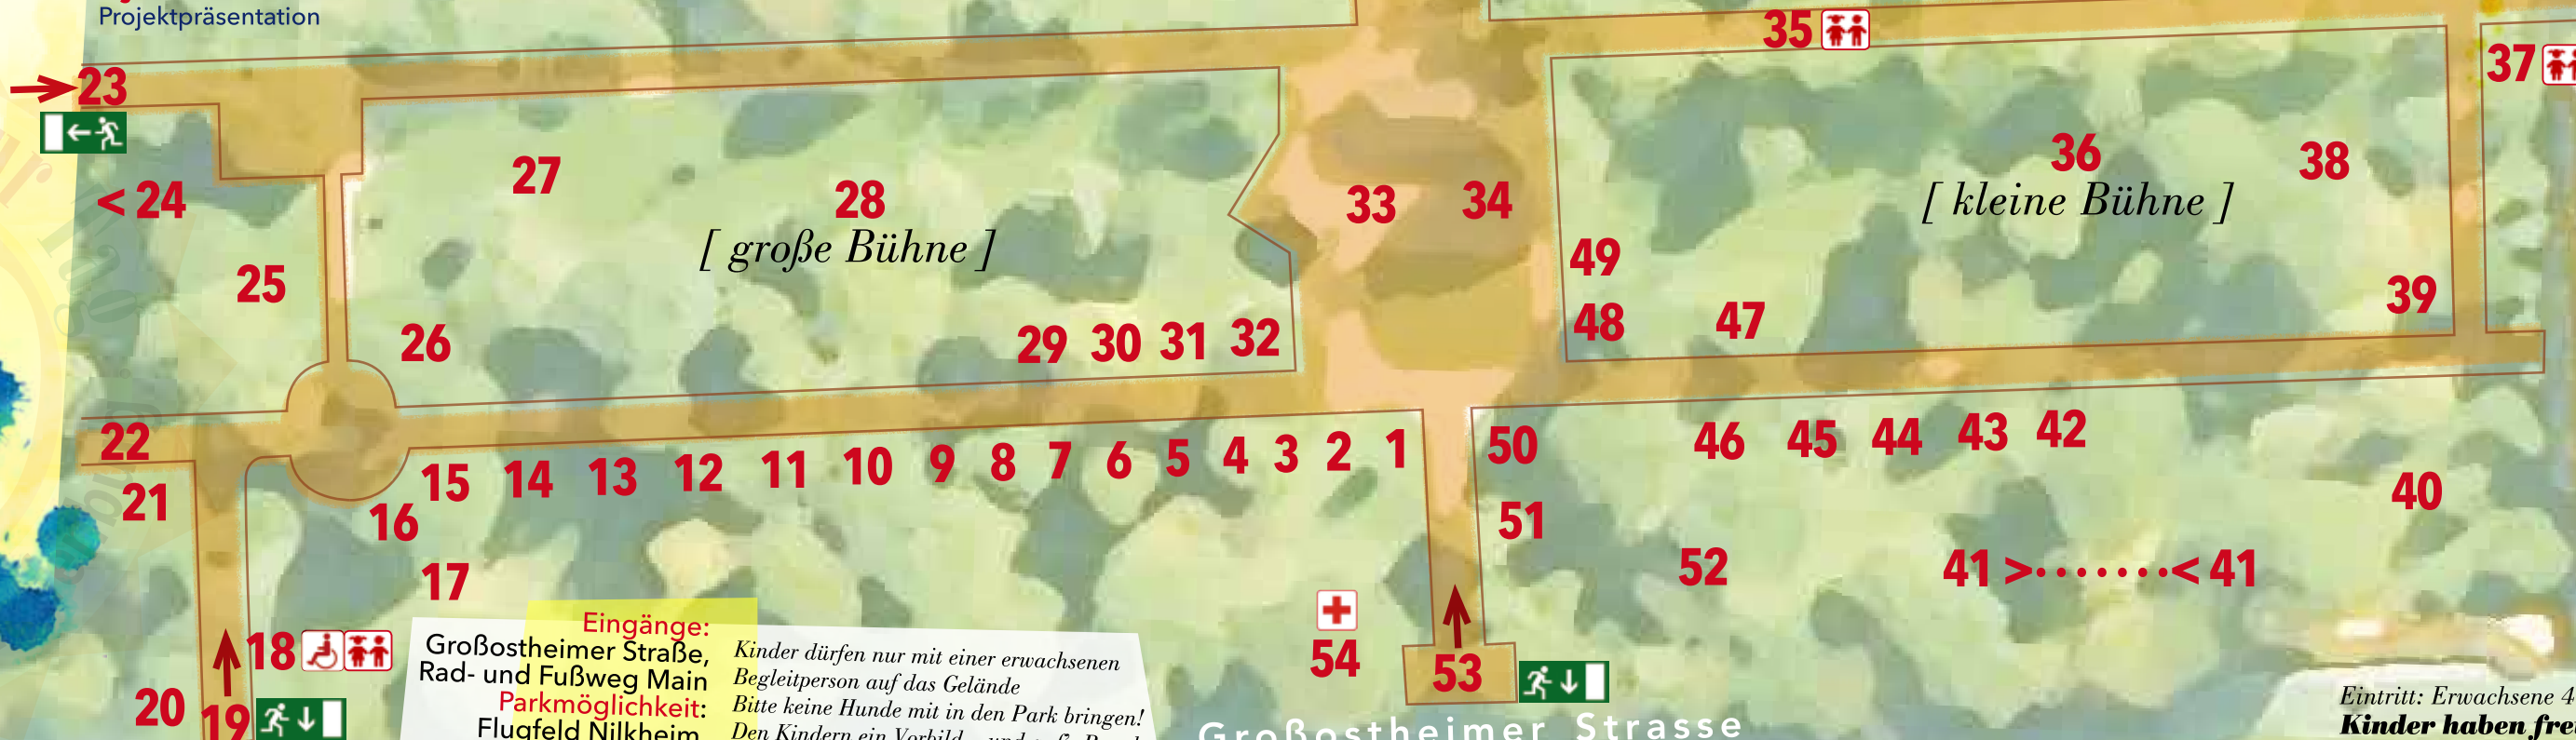 Projektpräsentation
35
37
23
36
38
< 24
27
28
33
34
[ kleine Bühne ]
[ große Bühne ]
49
25
39
26
29 30 31 32
48
47
22
15 14 13 12 11 10 9 8 7 6 5 4 3 2 1
50
46 45 44 43 42
21
16
51
40
17
52
41 >·······< 41
18
54
53
20
19
Eingänge:
Großostheimer Straße,
Rad- und Fußweg Main
Parkmöglichkeit:
Flugfeld Nilkheim
Kinder dürfen nur mit einer erwachsenen
Begleitperson auf das Gelände
Bitte keine Hunde mit in den Park bringen!
Den Kindern ein Vorbild
Großostheimer Strasse
Eintritt: Erwachsene 4
Kinder haben fre